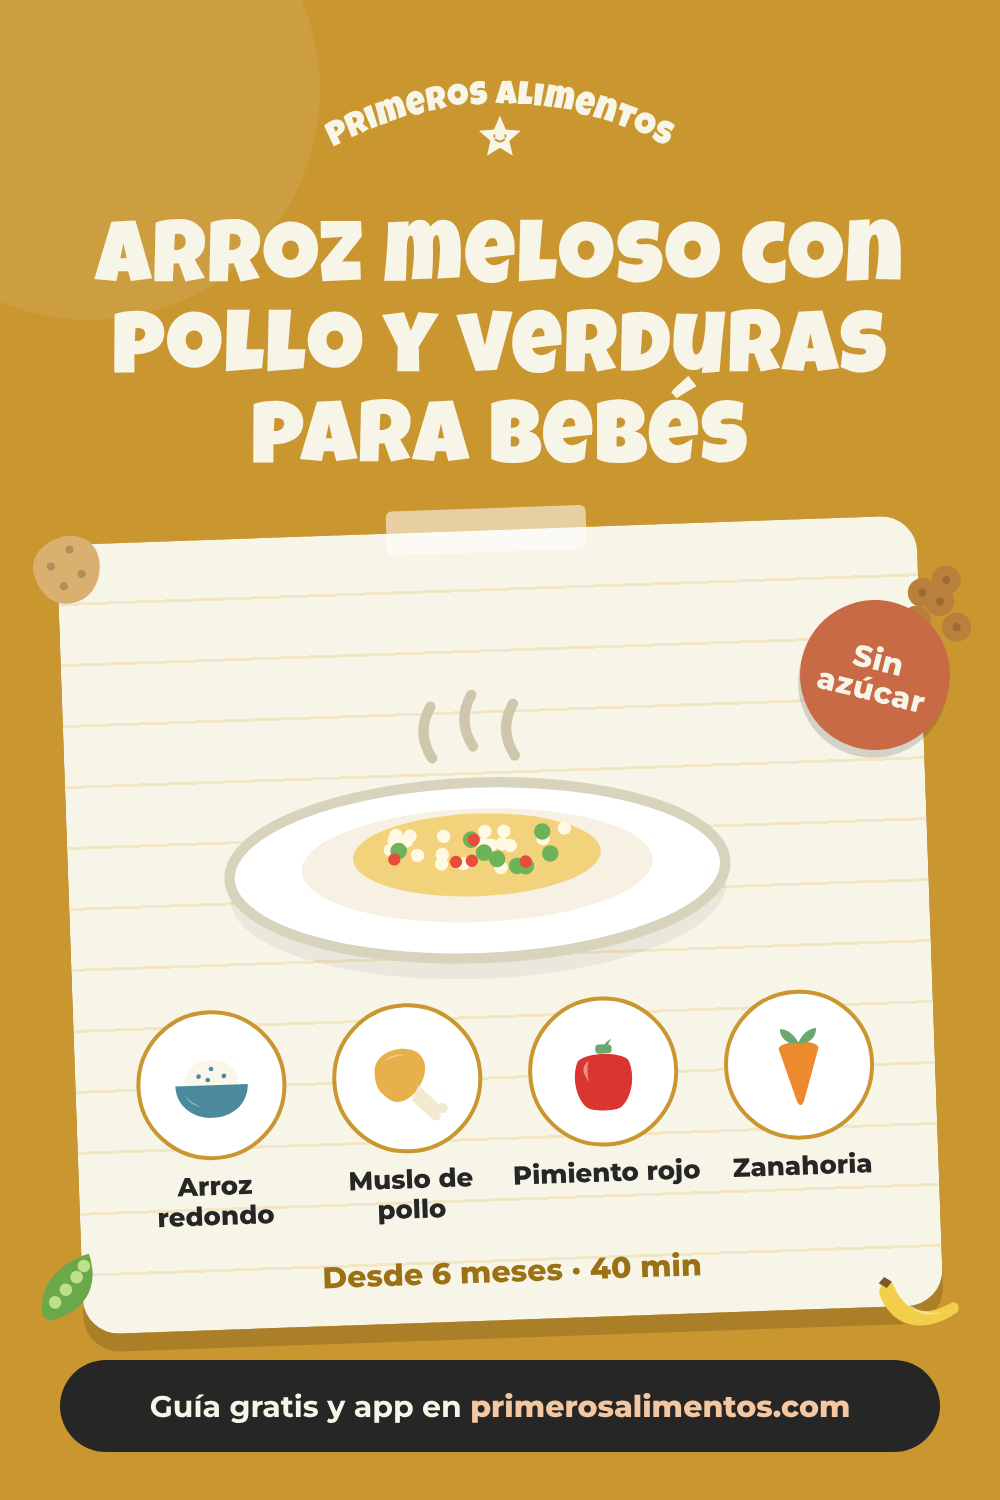 PRIMEROS ALIMENTOS
ARROZ MELOSO CON
POLLO Y VERDURAS
PARA BEBÉS
Sin
azúcar
Arroz
redondo
Muslo de
pollo
Pimiento rojo
Zanahoria
Desde 6 meses · 40 min
Guía gratis y app en primerosalimentos.com